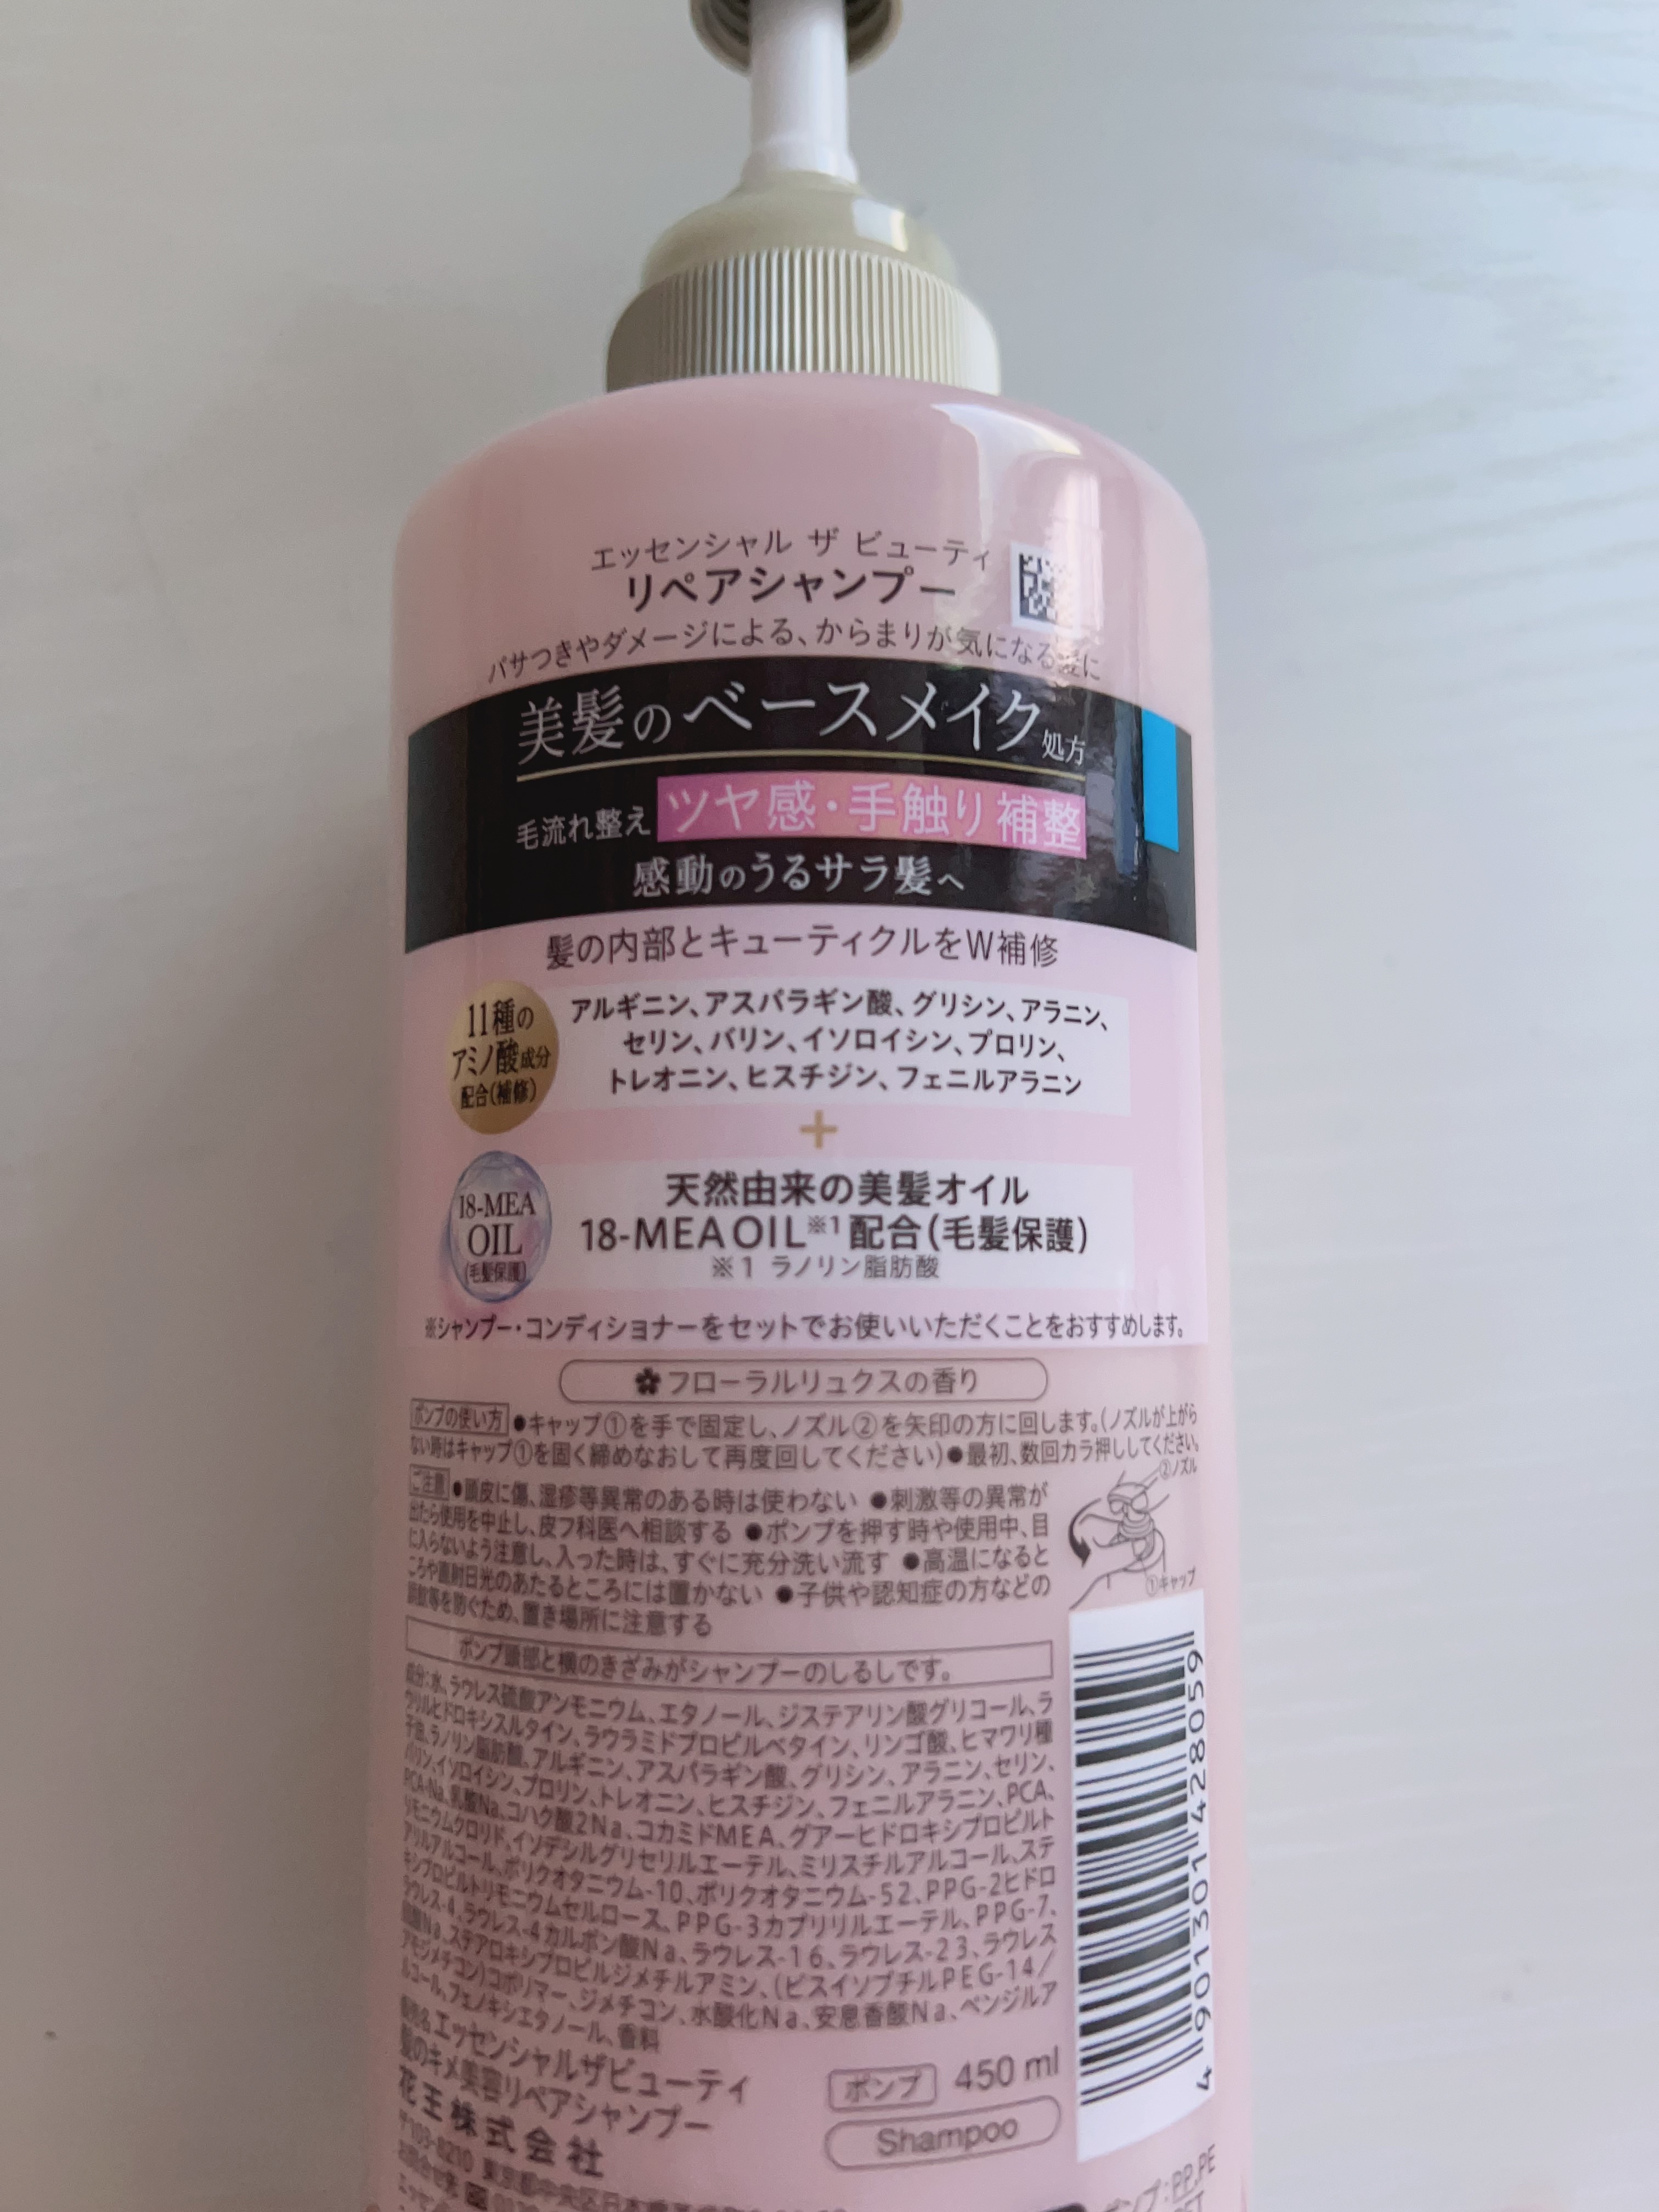 エッセンシャル ザ ビューティ
リペアシャンプー
パサつきやダメージによる、からまりが気になる髪に
美髪のベースメイク処方
毛流れ整え ツヤ感・手触り補整
感動のうるサラ髪へ
髪の内部とキューティクルをW補修
11種の
アミノ酸成分
配合(補修)
アルギニン、アスパラギン酸、グリシン、アラニン、
セリン、バリン、イソロイシン、プロリン、
トレオニン、ヒスチジン、フェニルアラニン
+
18-MEA
OIL
(毛髪保護)
天然由来の美髪オイル
18-MEA OIL※1配合(毛髪保護)
※1 ラノリン脂肪酸
※シャンプー・コンディショナーをセットでお使いいただくことをおすすめします。
フローラルリュクスの香り
ポンプの使い方 ●キャップ①を手で固定し、ノズル②を矢印の方に回します。(ノズルが上がら
ない時はキャップ①を固く締めなおして再度回してください)●最初、数回カラ押ししてください。
②ノズル
①キャップ
ご注意 ●頭皮に傷、湿疹等異常のある時は使わない ●刺激等の異常が
出たら使用を中止し、皮フ科医へ相談する ●ポンプを押す時や使用中、目
に入らないよう注意し、入った時は、すぐに充分洗い流す ●高温になると
ころや直射日光のあたるところには置かない ●子供や認知症の方などの
誤飲等を防ぐため、置き場所に注意する
ポンプ頭部と横のきざみがシャンプーのしるしです。
成分：水、ラウレス硫酸アンモニウム、エタノール、ジステアリン酸グリコール、ラ
ウリルヒドロキシスルタイン、ラウラミドプロピルベタイン、リンゴ酸、ヒマワリ種
子油、ラノリン脂肪酸、アルギニン、アスパラギン酸、グリシン、アラニン、セリン、
バリン、イソロイシン、プロリン、トレオニン、ヒスチジン、フェニルアラニン、PCA、
PCA-Na、乳酸Na、コハク酸2Na、コカミドMEA、グアーヒドロキシプロピルト
リモニウムクロリド、イソデシルグリセリルエーテル、ミリスチルアルコール、ステ
アリルアルコール、ポリクオタニウム-10、ポリクオタニウム-52、PPG-2ヒドロ
キシプロピルトリモニウムセルロース、PPG-3カプリリルエーテル、PPG-7、
ラウレス-4、ラウレス-4カルボン酸Na、ラウレス-16、ラウレス-23、ラウレス
硫酸Na、ステアロキシプロピルジメチルアミン、(ビスイソブチルPEG-14/
アモジメチコン)コポリマー、ジメチコン、水酸化Na、安息香酸Na、ベンジルア
ルコール、フェノキシエタノール、香料
エッセンシャルザビューティ
髪のキメ美容リペアシャンプー
花王株式会社
〒103-8210 東京都中央区日本橋
ポンプ 450 ml
Shampoo
4 901301 428059
ポンプ：PP,PE